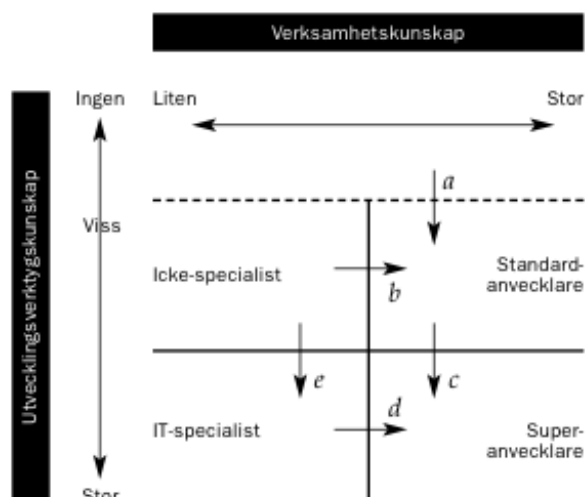 Verksamhetskunskap
Utvecklingsverktygskunskap
Ingen
Liten
Stor
a
Viss
Icke-specialist
b
Standard-
anvecklare
e
c
IT-specialist
d
Super-
anvecklare
Stor